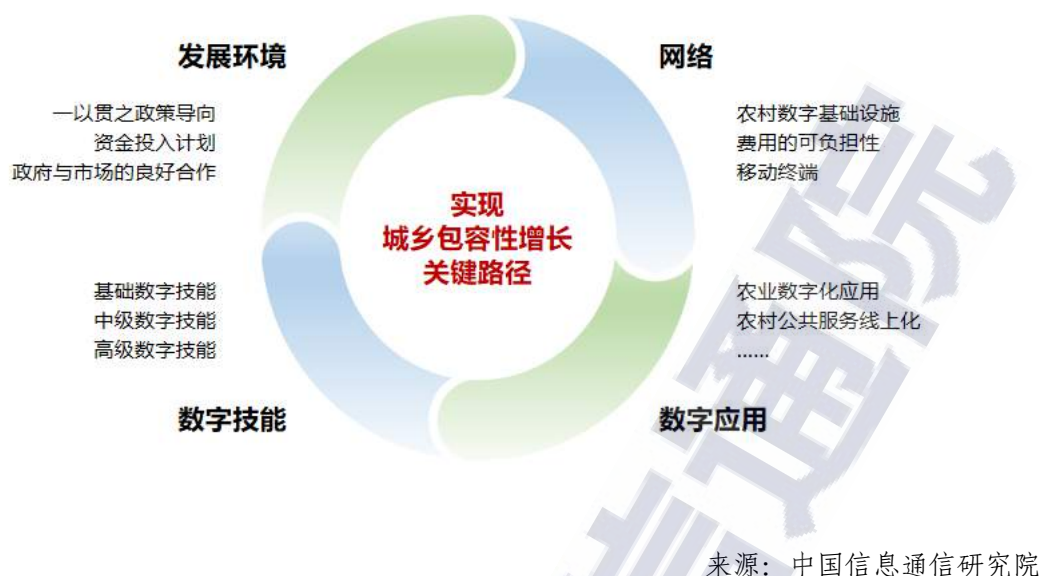 发展环境
一以贯之政策导向
资金投入计划
政府与市场的良好合作
网络
农村数字基础设施
费用的可负担性
移动终端
实现
城乡包容性增长
关键路径
基础数字技能
中级数字技能
高级数字技能
数字技能
农业数字化应用
农村公共服务线上化
......
数字应用
来源：中国信息通信研究院